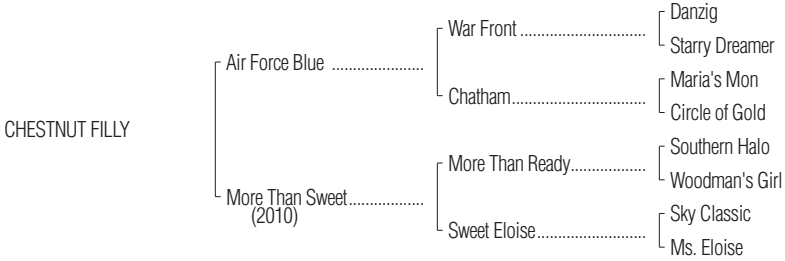 Danzig
War Front ..............................
Starry Dreamer
Air Force Blue ......................
Maria's Mon
Chatham................................
Circle of Gold
CHESTNUT FILLY
Southern Halo
More Than Ready..................
Woodman's Girl
More Than Sweet..................
(2010)
Sky Classic
Sweet Eloise..........................
Ms. Eloise